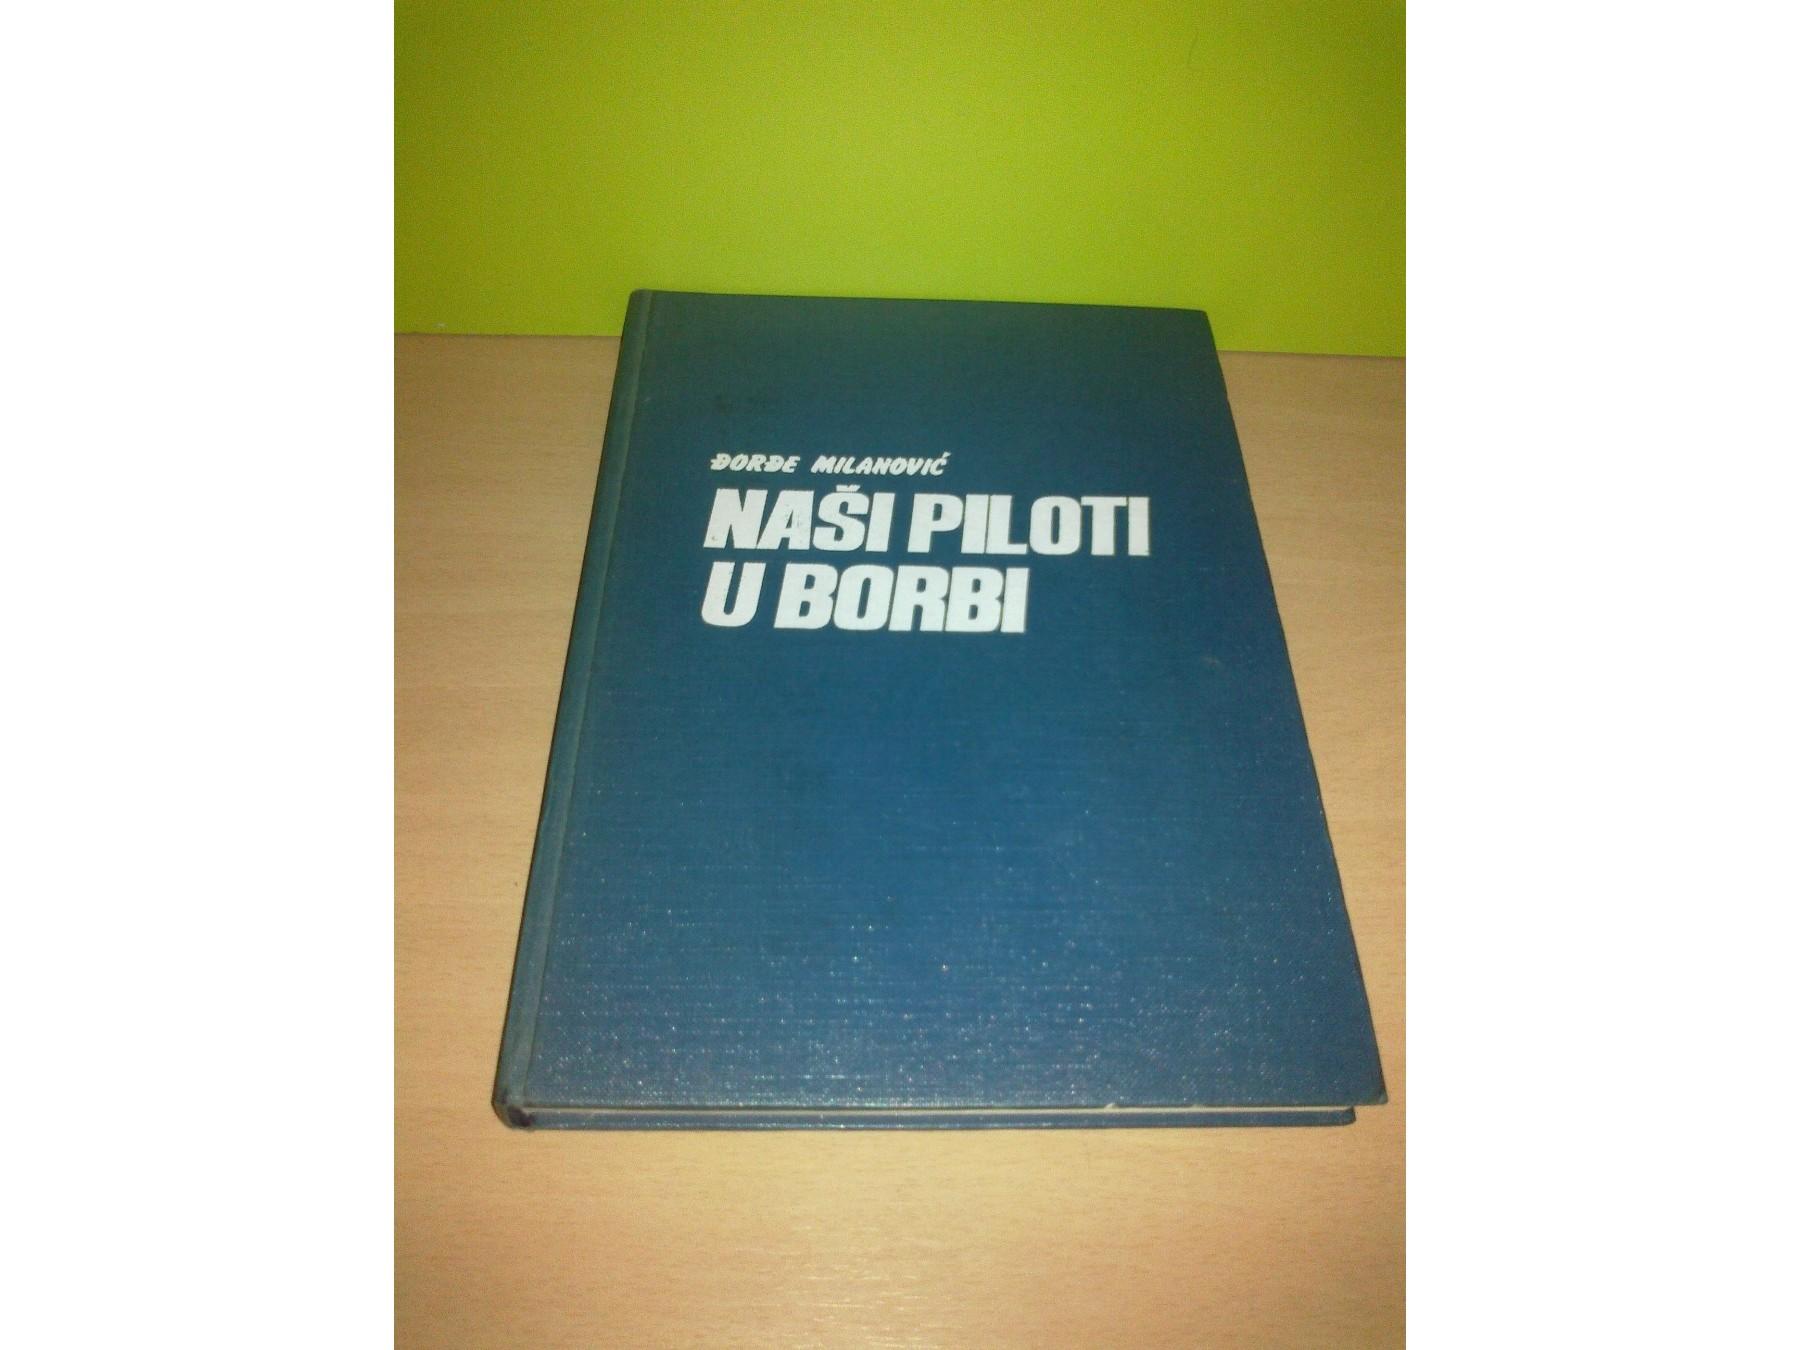 ĐORĐE MILANOVIĆ
NAŠI PILOTI
U BORBI